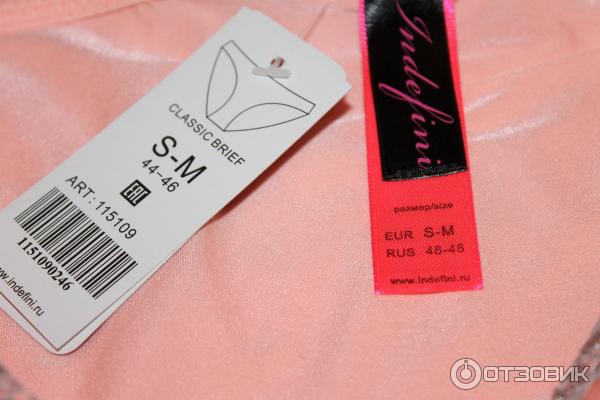 CLASSIC BRIEF
S-M
44-46
EAC
ART: 115109
1151090246
www.indefini.ru
Indefini
размер/size
EUR S-M
RUS 46-48
www.indefini.ru
ОТЗОВИК